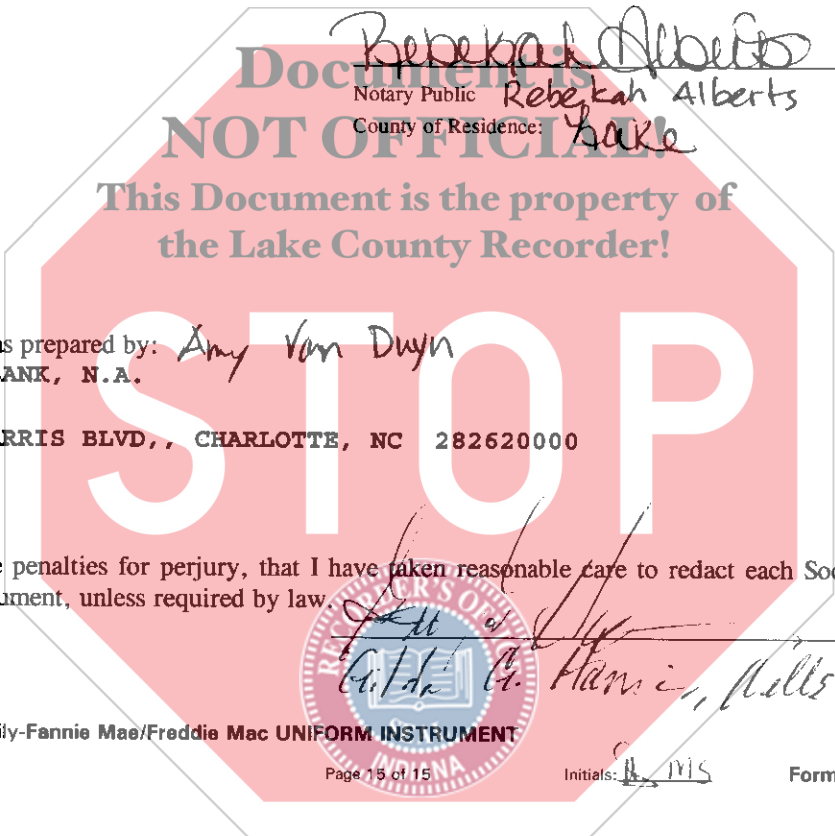 Rebekah Alberts
Document is
Notary Public Rebekah Alberts
NOT OFFICIAL!
County of Residence: Lake
This Document is the property of
the Lake County Recorder!
STOP
as prepared by: Amy Van Duyn
ANK, N.A.
RRIS BLVD,, CHARLOTTE, NC 282620000
e penalties for perjury, that I have taken reasonable care to redact each Soc
ument, unless required by law.
RECORDER'S OFFICE
G.
ily-Fannie Mae/Freddie Mac UNIFORM INSTRUMENT
INDIANA
Page 15 of 15 Initials: MS Form